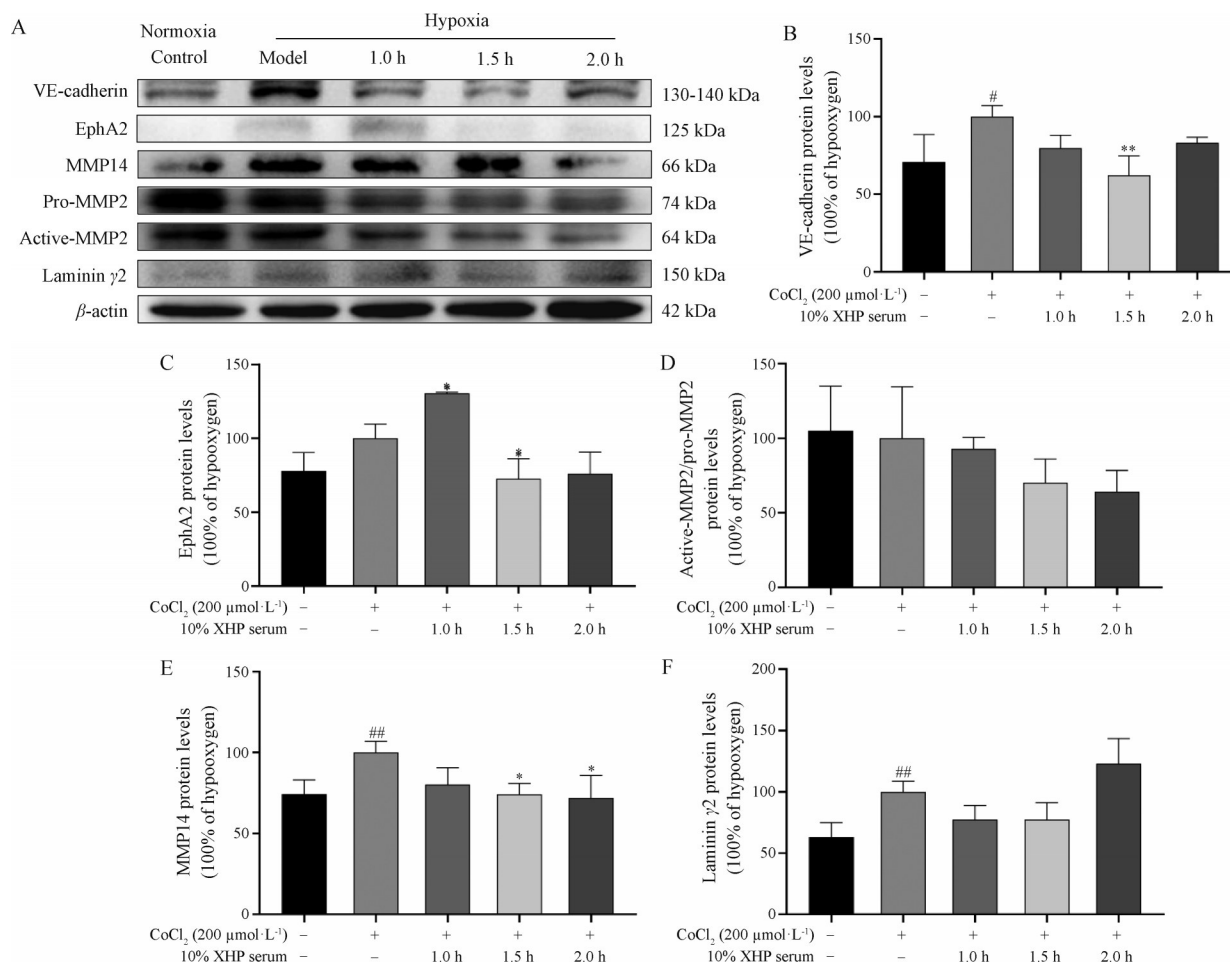 A
Normoxia
Control
Hypoxia
Model 1.0 h 1.5 h 2.0 h
VE-cadherin 130-140 kDa
EphA2 125 kDa
MMP14 66 kDa
Pro-MMP2 74 kDa
Active-MMP2 64 kDa
Laminin γ2 150 kDa
β-actin 42 kDa
B
VE-cadherin protein levels
(100% of hypooxygen)
150
100
50
0
#
**
CoCl₂ (200 μmol·L⁻¹) – + + + +
10% XHP serum – – 1.0 h 1.5 h 2.0 h
C
EphA2 protein levels
(100% of hypooxygen)
150
100
50
0
*
*
CoCl₂ (200 μmol·L⁻¹) – + + + +
10% XHP serum – – 1.0 h 1.5 h 2.0 h
D
Active-MMP2/pro-MMP2
protein levels
(100% of hypooxygen)
150
100
50
0
CoCl₂ (200 μmol·L⁻¹) – + + + +
10% XHP serum – – 1.0 h 1.5 h 2.0 h
E
MMP14 protein levels
(100% of hypooxygen)
150
100
50
0
##
*
*
CoCl₂ (200 μmol·L⁻¹) – + + + +
10% XHP serum – – 1.0 h 1.5 h 2.0 h
F
Laminin γ2 protein levels
(100% of hypooxygen)
200
150
100
50
0
##
CoCl₂ (200 μmol·L⁻¹) – + + + +
10% XHP serum – – 1.0 h 1.5 h 2.0 h